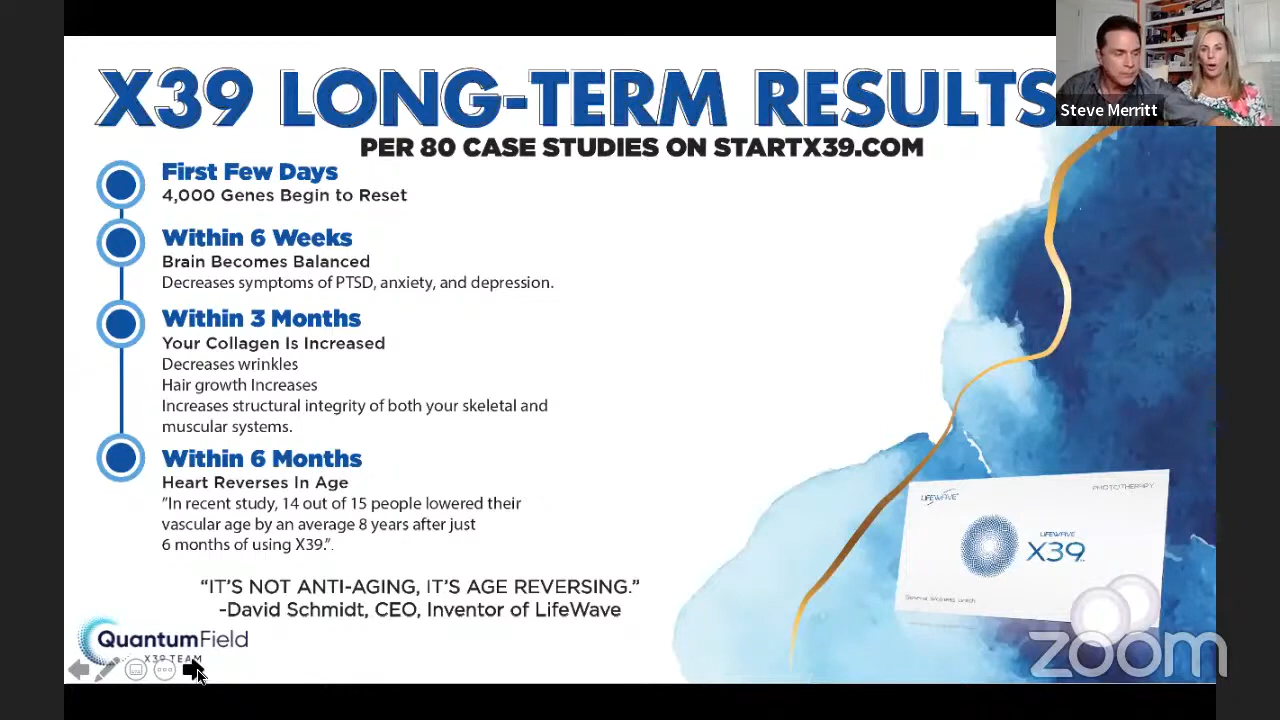 X39 LONG-TERM RESULTS
PER 80 CASE STUDIES ON STARTX39.COM
Steve Merritt
First Few Days
4,000 Genes Begin to Reset
Within 6 Weeks
Brain Becomes Balanced
Decreases symptoms of PTSD, anxiety, and depression.
Within 3 Months
Your Collagen Is Increased
Decreases wrinkles
Hair growth Increases
Increases structural integrity of both your skeletal and
muscular systems.
Within 6 Months
Heart Reverses In Age
"In recent study, 14 out of 15 people lowered their
vascular age by an average 8 years after just
6 months of using X39.".
"IT'S NOT ANTI-AGING, IT'S AGE REVERSING."
-David Schmidt, CEO, Inventor of LifeWave
QuantumField
X39 TEAM
LIFEWAVE
PHOTOTHERAPY
LIFEWAVE
X39
zoom